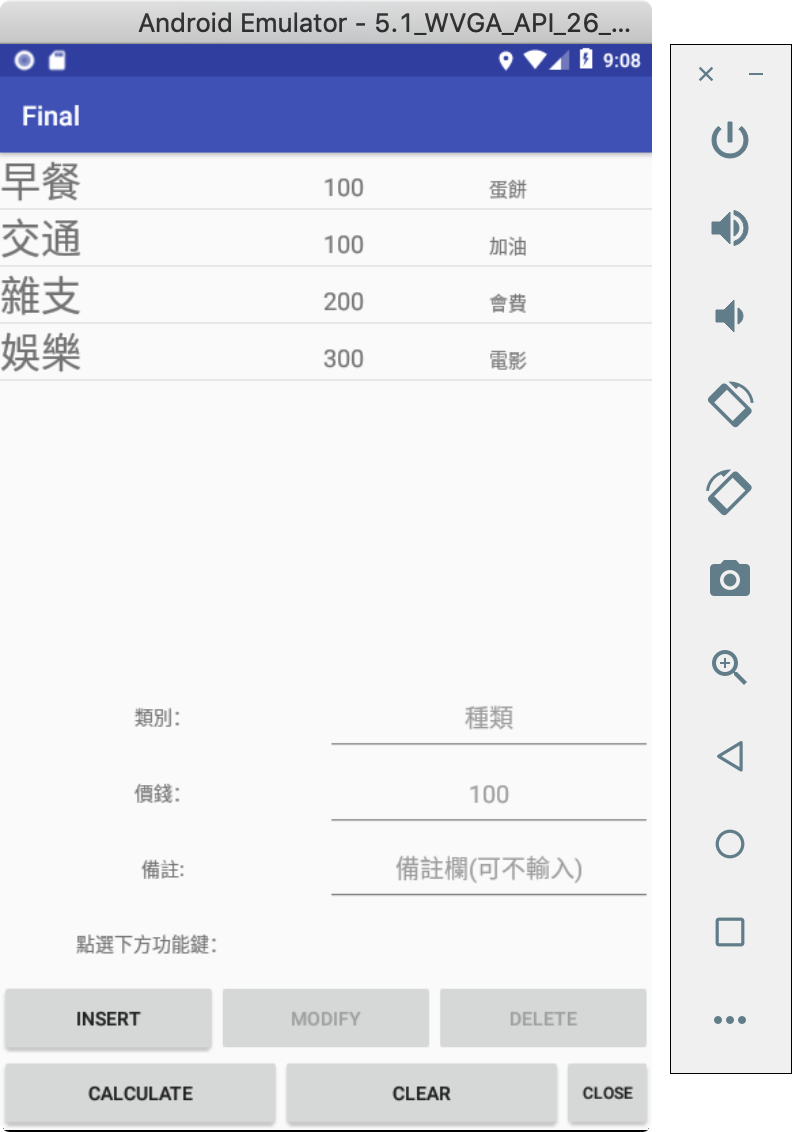 Android Emulator - 5.1_WVGA_API_26_...
9:08
Final
早餐 100 蛋餅
交通 100 加油
雜支 200 會費
娛樂 300 電影
類別: 種類
價錢: 100
備註: 備註欄(可不輸入)
點選下方功能鍵:
INSERT MODIFY DELETE
CALCULATE CLEAR CLOSE